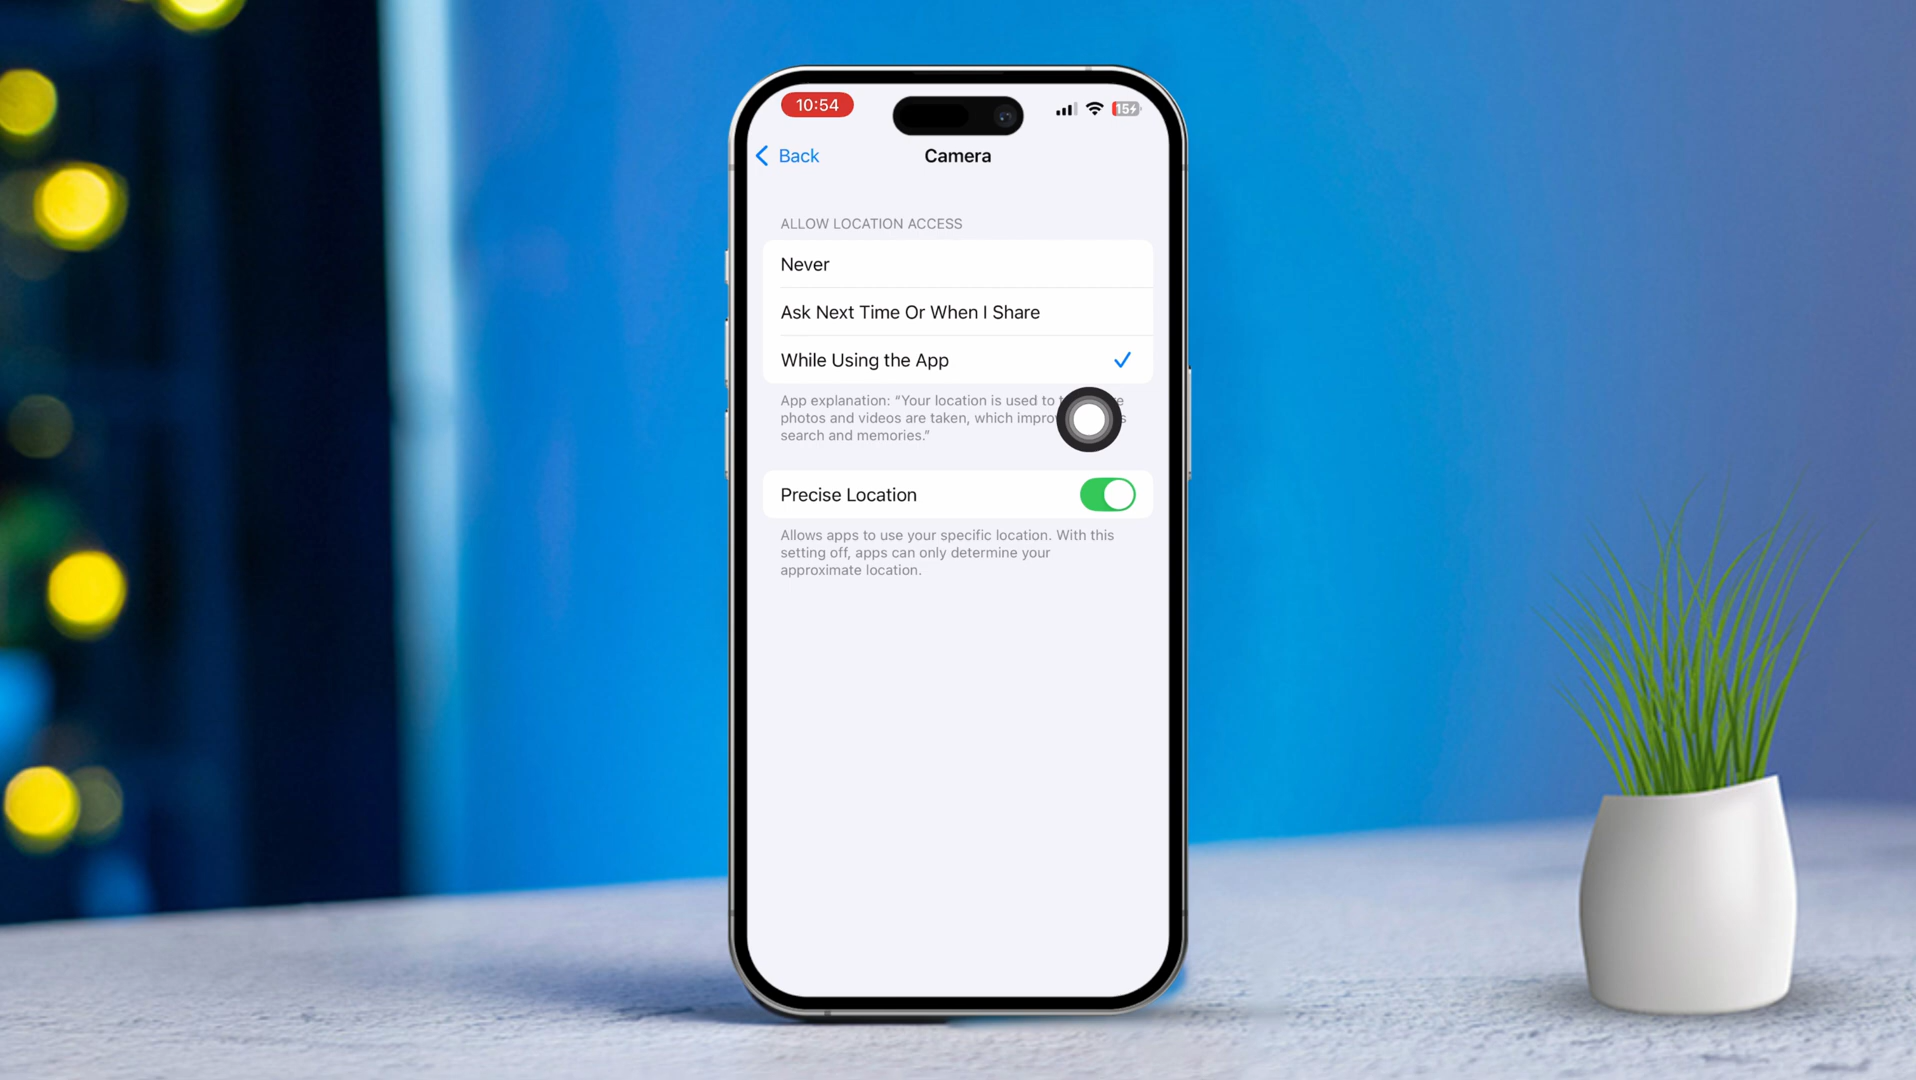 10:54
15
Back
Camera
ALLOW LOCATION ACCESS
Never
Ask Next Time Or When I Share
While Using the App
App explanation: “Your location is used to
photos and videos are taken, which
search and memories.”
Precise Location
Allows apps to use your specific location. With this
setting off, apps can only determine your
approximate location.